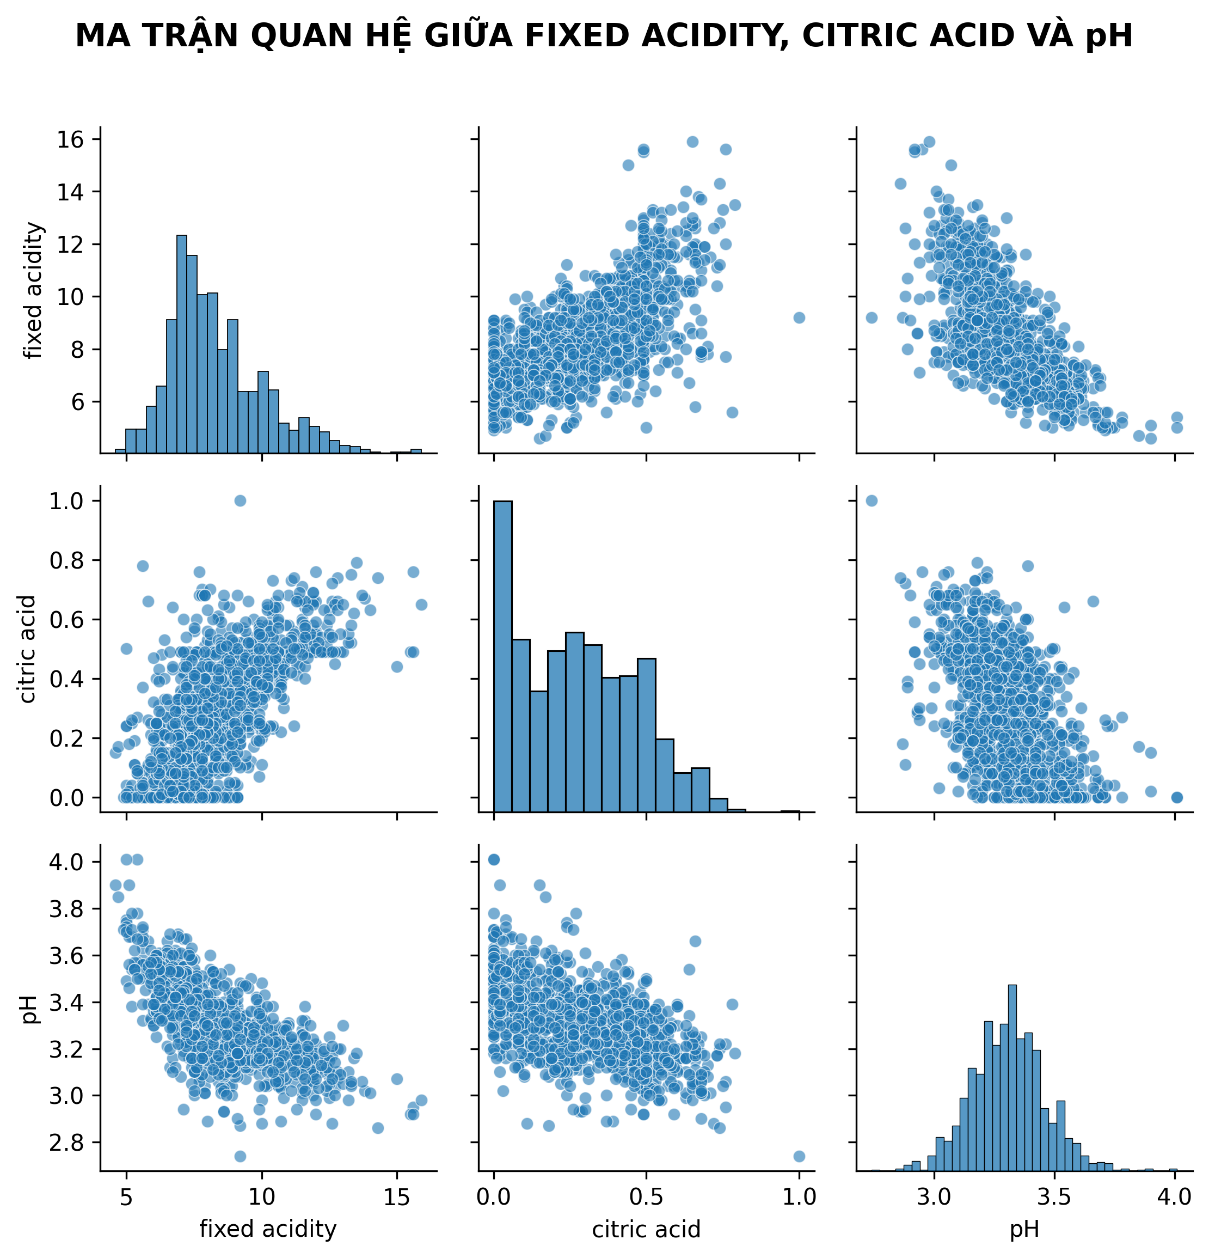 MA TRẬN QUAN HỆ GIỮA FIXED ACIDITY, CITRIC ACID VÀ pH
16
14
12
10
8
6
fixed acidity
1.0
0.8
0.6
0.4
0.2
0.0
citric acid
4.0
3.8
3.6
3.4
3.2
3.0
2.8
pH
5 10 15
fixed acidity
0.0 0.5 1.0
citric acid
3.0 3.5 4.0
pH